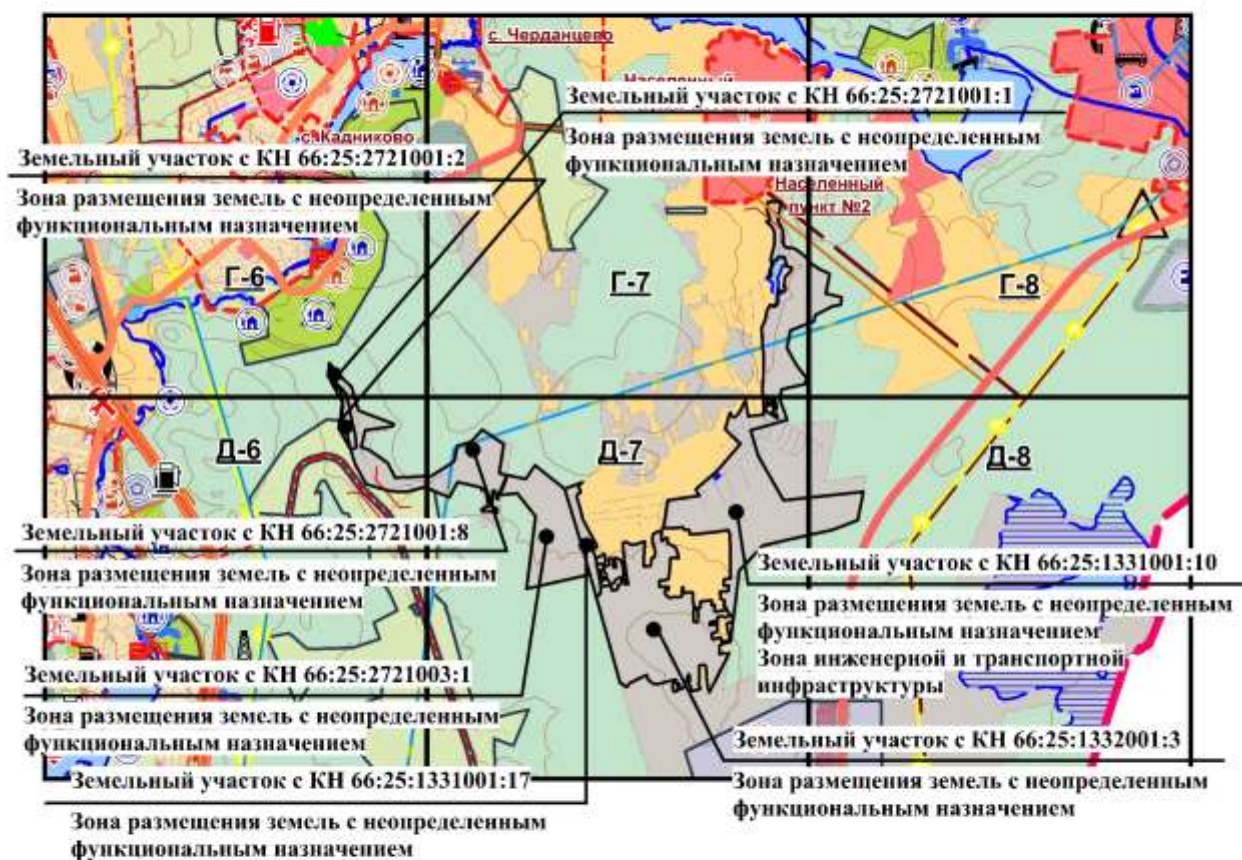 с. Черданцево
Населенный
Земельный участок с КН 66:25:2721001:1
Зона размещения земель с неопределенным
функциональным назначением
с. Кадниково
Земельный участок с КН 66:25:2721001:2
Зона размещения земель с неопределенным
функциональным назначением
Населенный
пункт №2
Г-6
Г-7
Г-8
Д-6
Д-7
Д-8
Земельный участок с КН 66:25:2721001:8
Зона размещения земель с неопределенным
функциональным назначением
Земельный участок с КН 66:25:1331001:10
Зона размещения земель с неопределенным
функциональным назначением
Зона инженерной и транспортной
инфраструктуры
Земельный участок с КН 66:25:2721003:1
Зона размещения земель с неопределенным
функциональным назначением
Земельный участок с КН 66:25:1332001:3
Зона размещения земель с неопределенным
функциональным назначением
Земельный участок с КН 66:25:1331001:17
Зона размещения земель с неопределенным
функциональным назначением